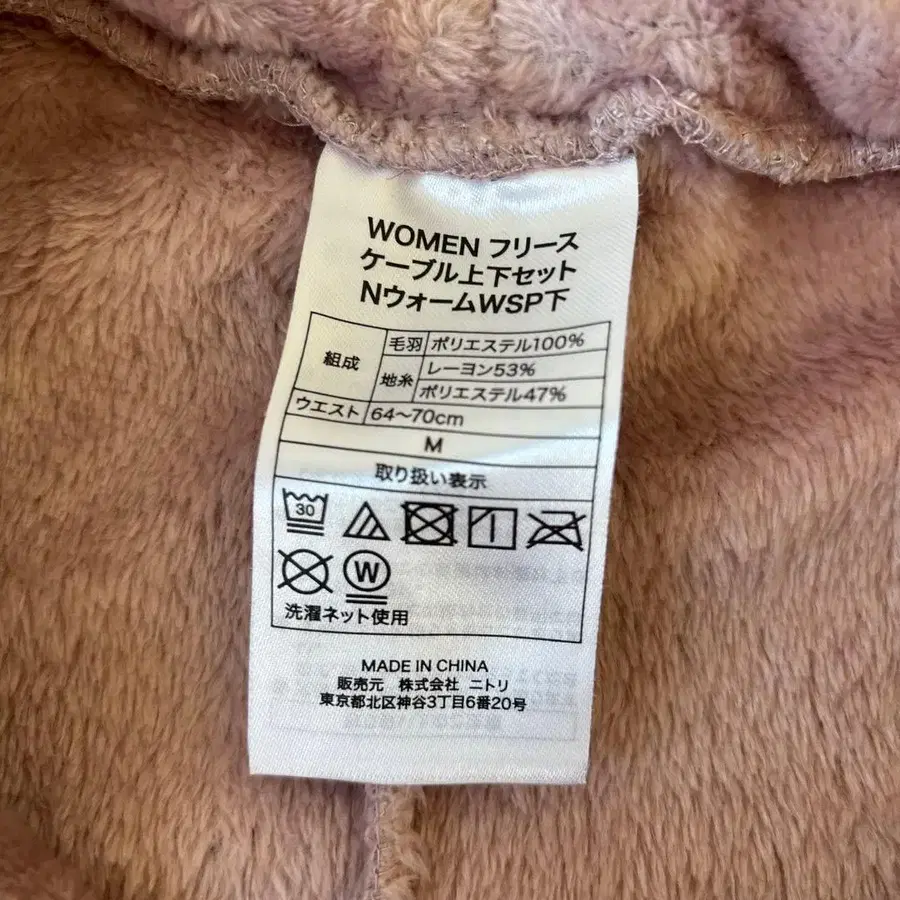 WOMEN フリース
ケーブル上下セット
NウォームWSP下
組成 毛羽 ポリエステル100%
地糸 レーヨン53%
ポリエステル47%
ウエスト 64～70cm
M
取り扱い表示
30
W
洗濯ネット使用
MADE IN CHINA
販売元 株式会社 ニトリ
東京都北区神谷3丁目6番20号